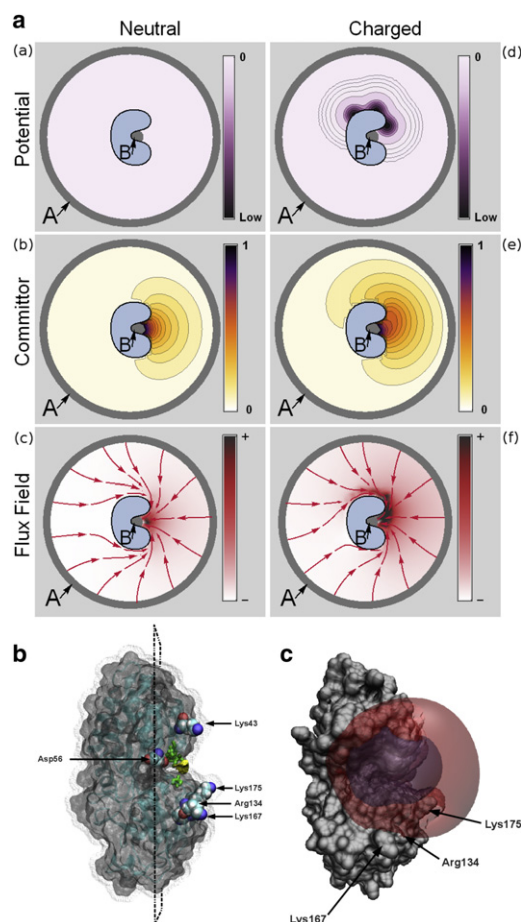 a
Neutral
Charged
Potential
(a)
B
A
0
Low
(d)
B
A
0
Low
Committor
(b)
B
A
1
0
(e)
B
A
1
0
Flux Field
(c)
B
A
+
−
(f)
B
A
+
−
b
Asp56
Lys43
Lys175
Arg134
Lys167
c
Lys175
Arg134
Lys167